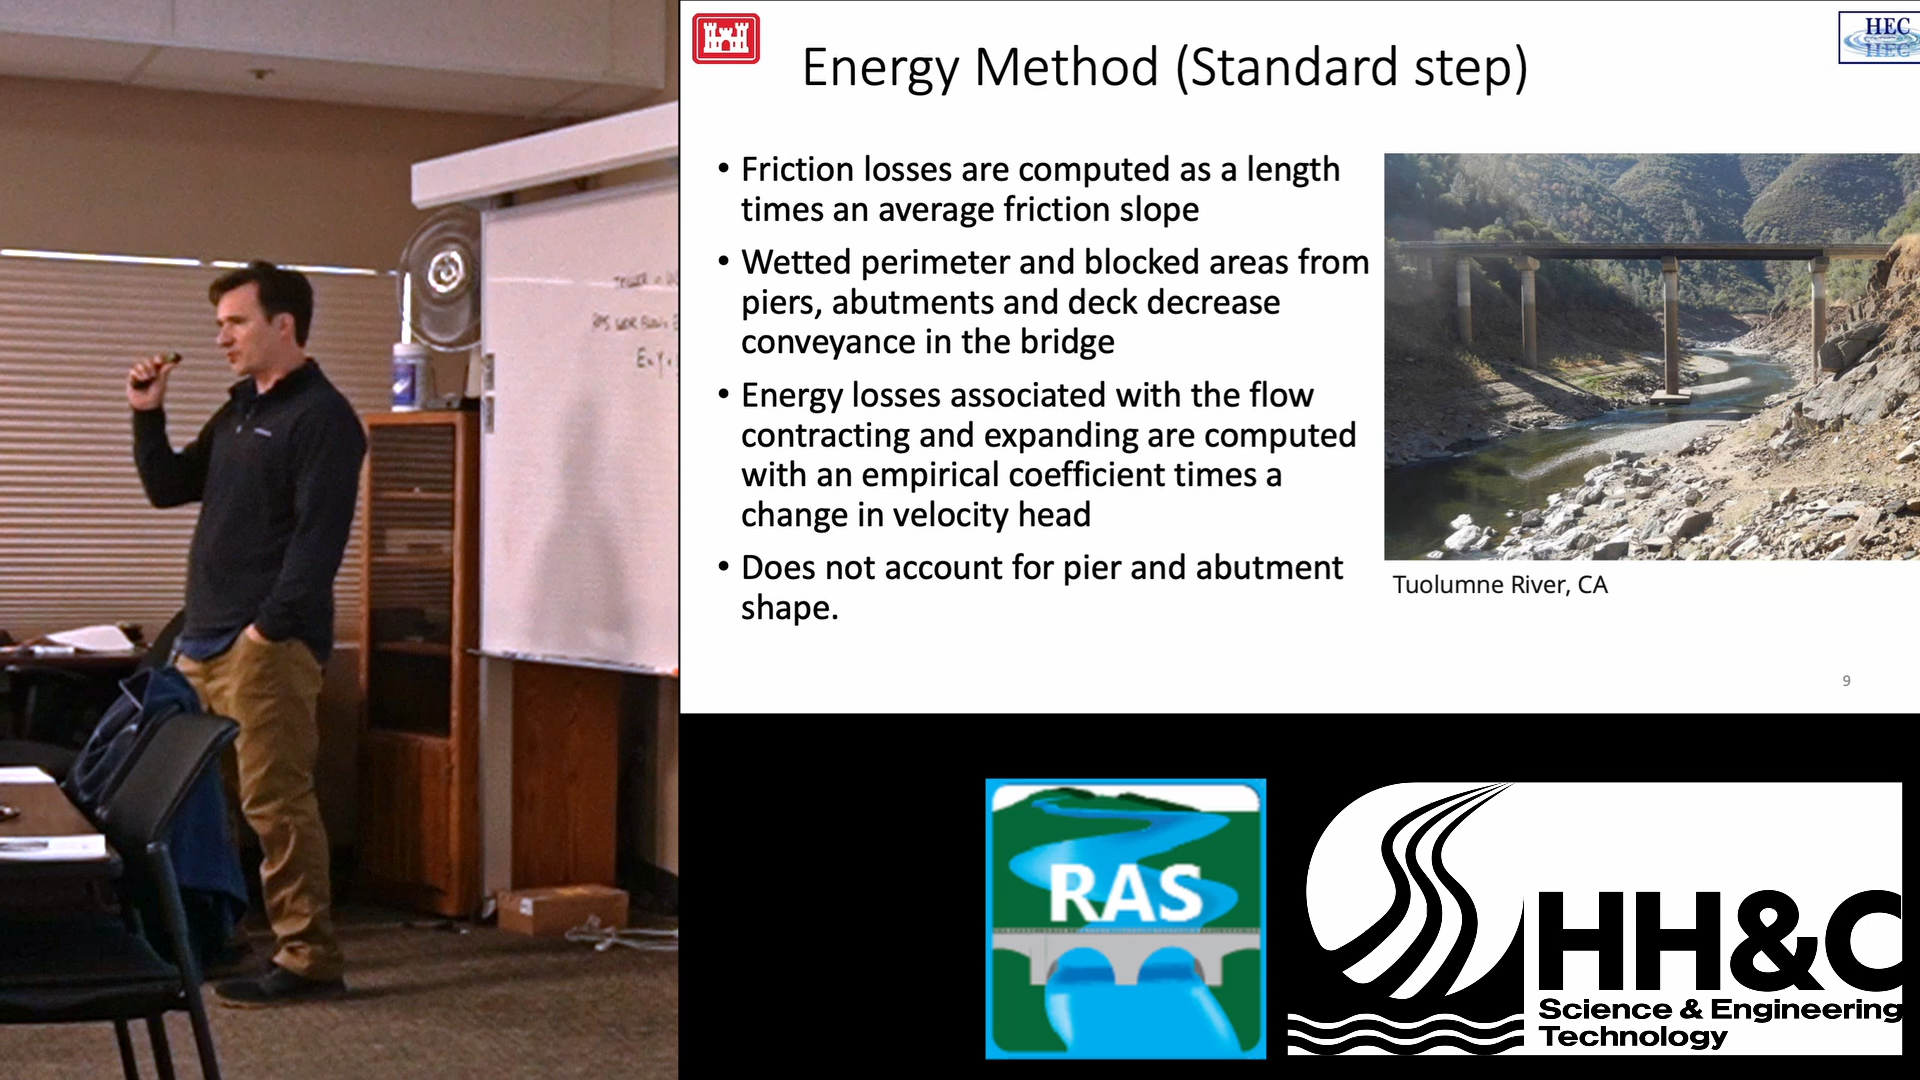 HEC
HEC
Energy Method (Standard step)
• Friction losses are computed as a length
times an average friction slope
• Wetted perimeter and blocked areas from
piers, abutments and deck decrease
conveyance in the bridge
• Energy losses associated with the flow
contracting and expanding are computed
with an empirical coefficient times a
change in velocity head
• Does not account for pier and abutment
shape.
Tuolumne River, CA
9
RAS
HH&C
Science & Engineering
Technology